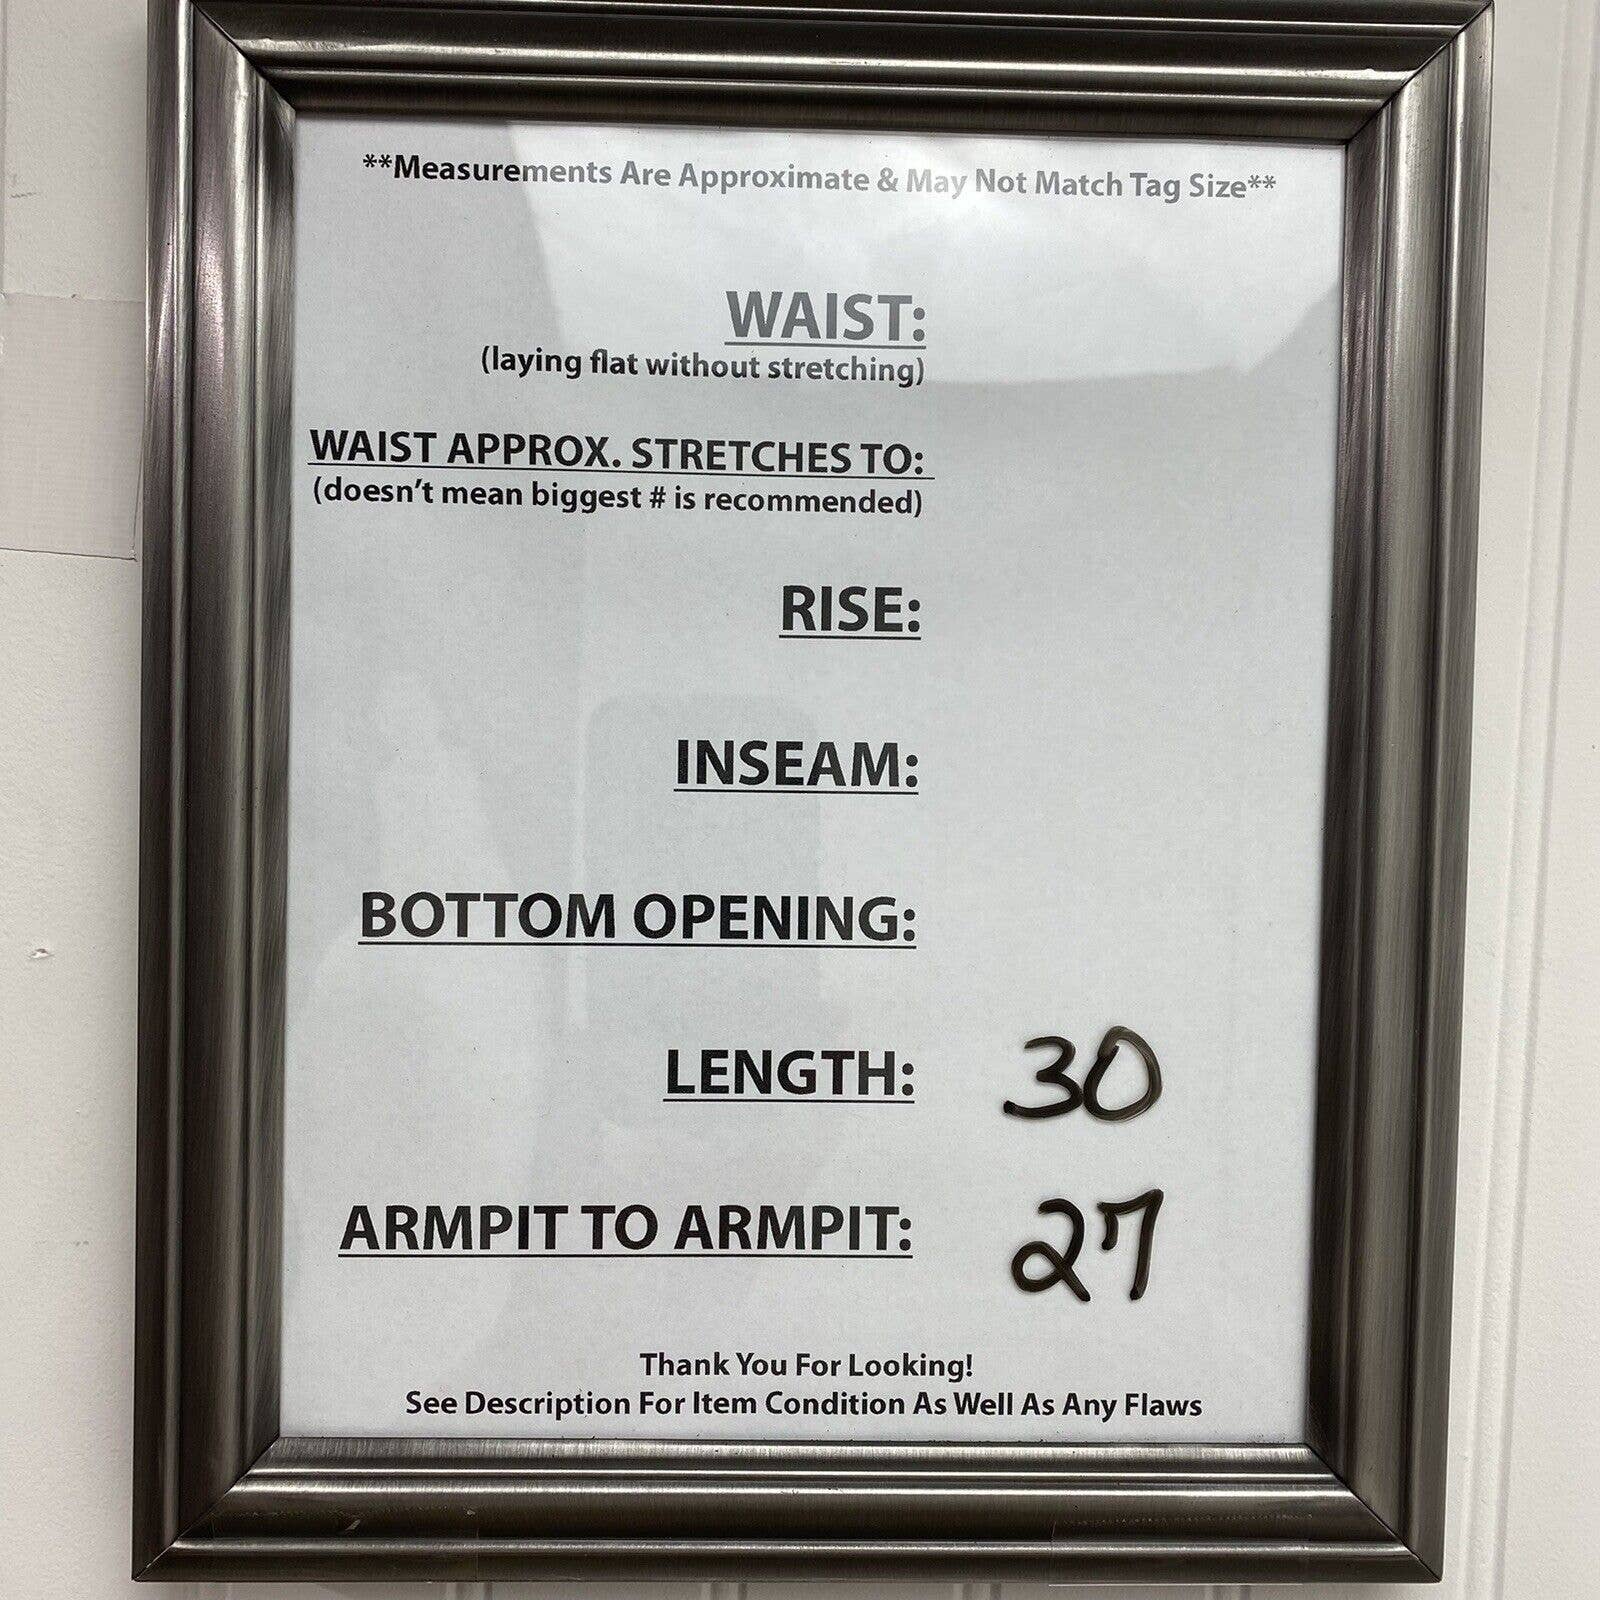 **Measurements Are Approximate & May Not Match Tag Size**
WAIST:
(laying flat without stretching)
WAIST APPROX. STRETCHES TO:
(doesn't mean biggest # is recommended)
RISE:
INSEAM:
BOTTOM OPENING:
LENGTH: 30
ARMPIT TO ARMPIT: 27
Thank You For Looking!
See Description For Item Condition As Well As Any Flaws